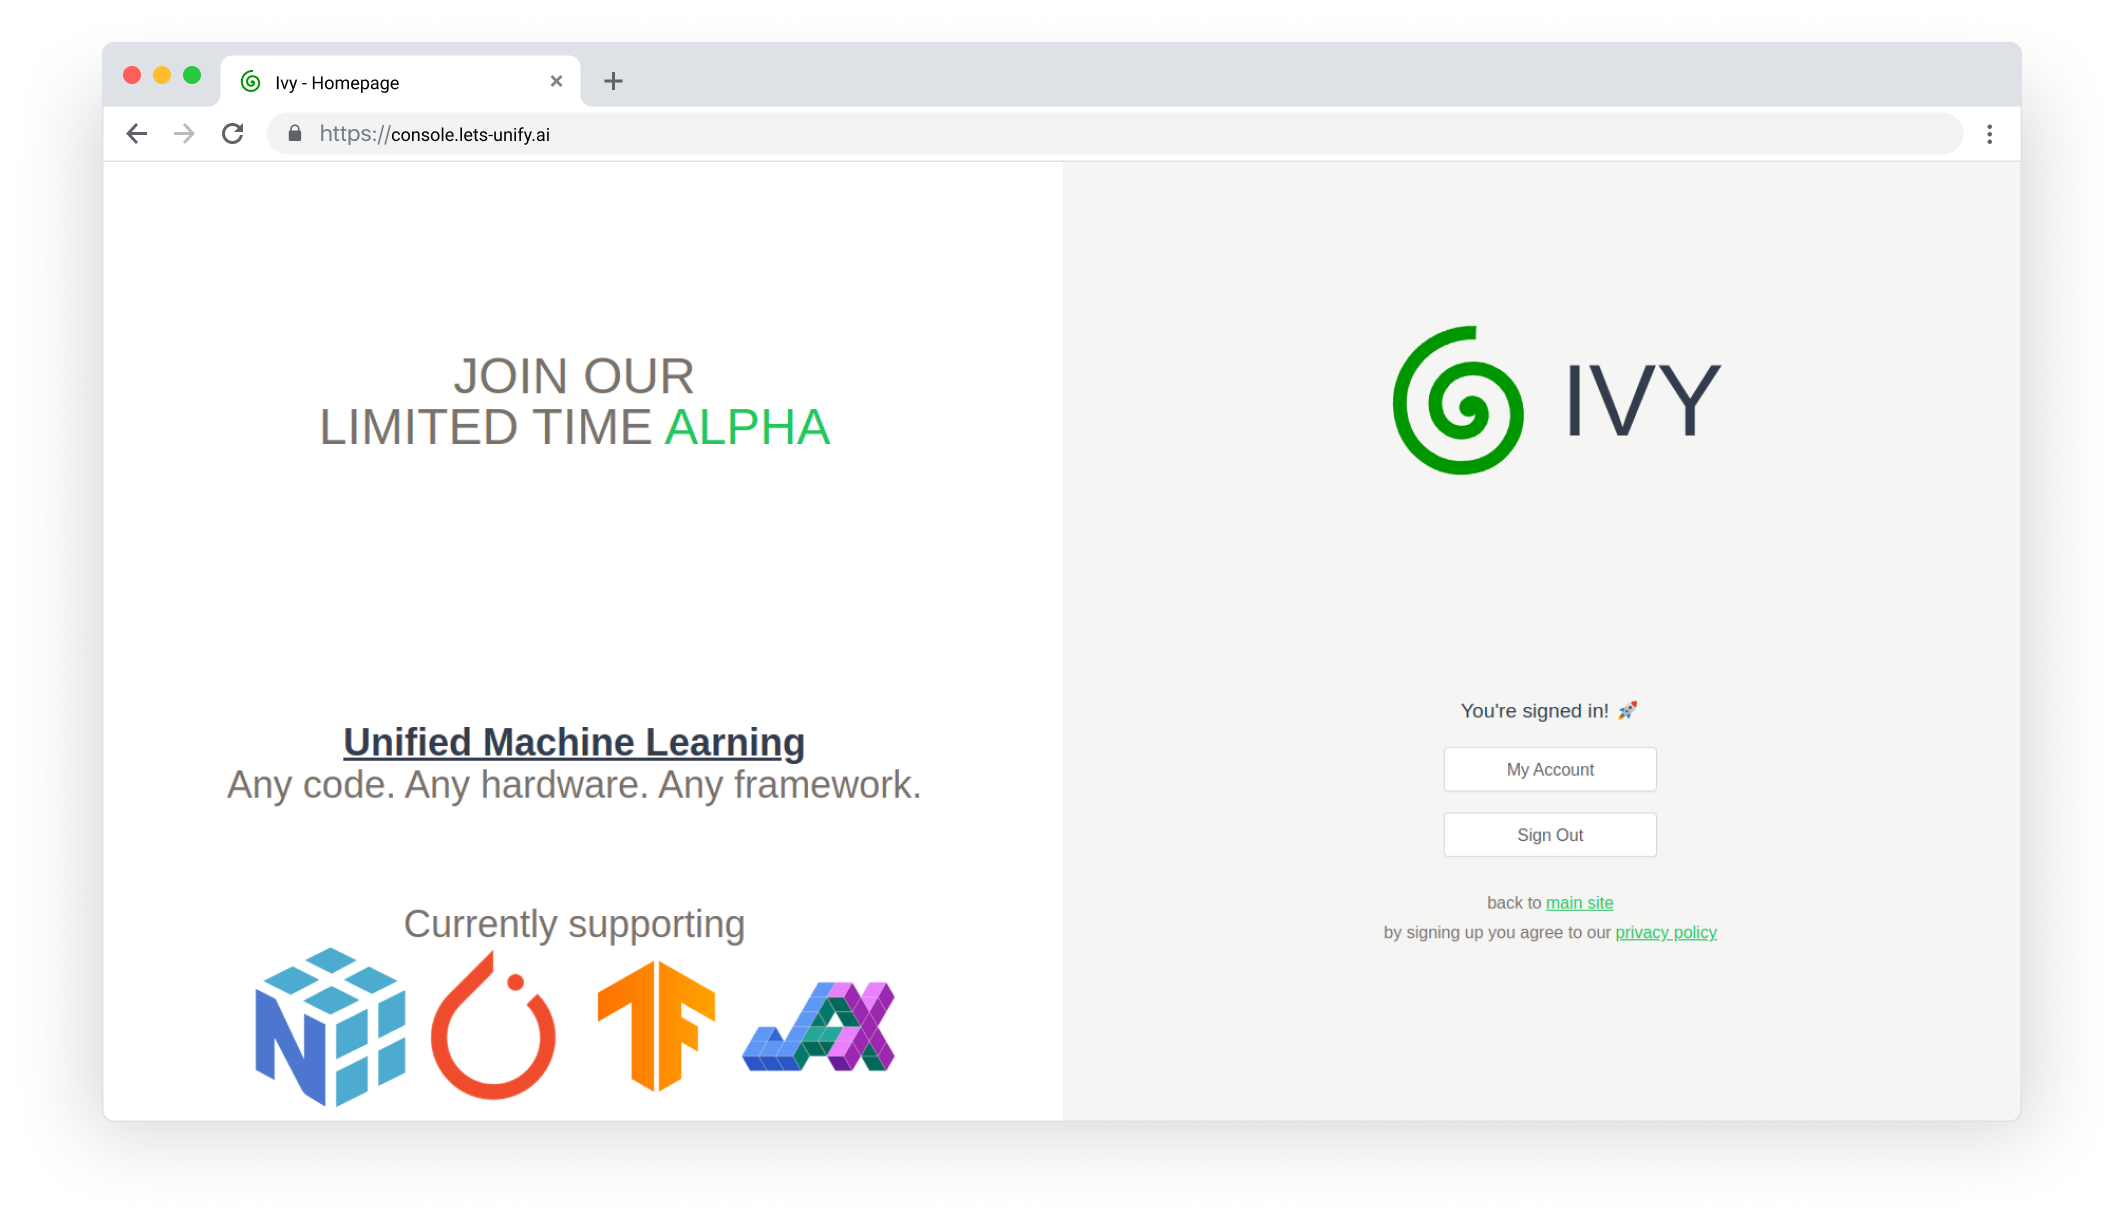 Ivy - Homepage
https://console.lets-unify.ai
JOIN OUR
LIMITED TIME ALPHA
Unified Machine Learning
Any code. Any hardware. Any framework.
Currently supporting
N
TF
JAX
IVY
You're signed in! 🚀
My Account
Sign Out
back to main site
by signing up you agree to our privacy policy